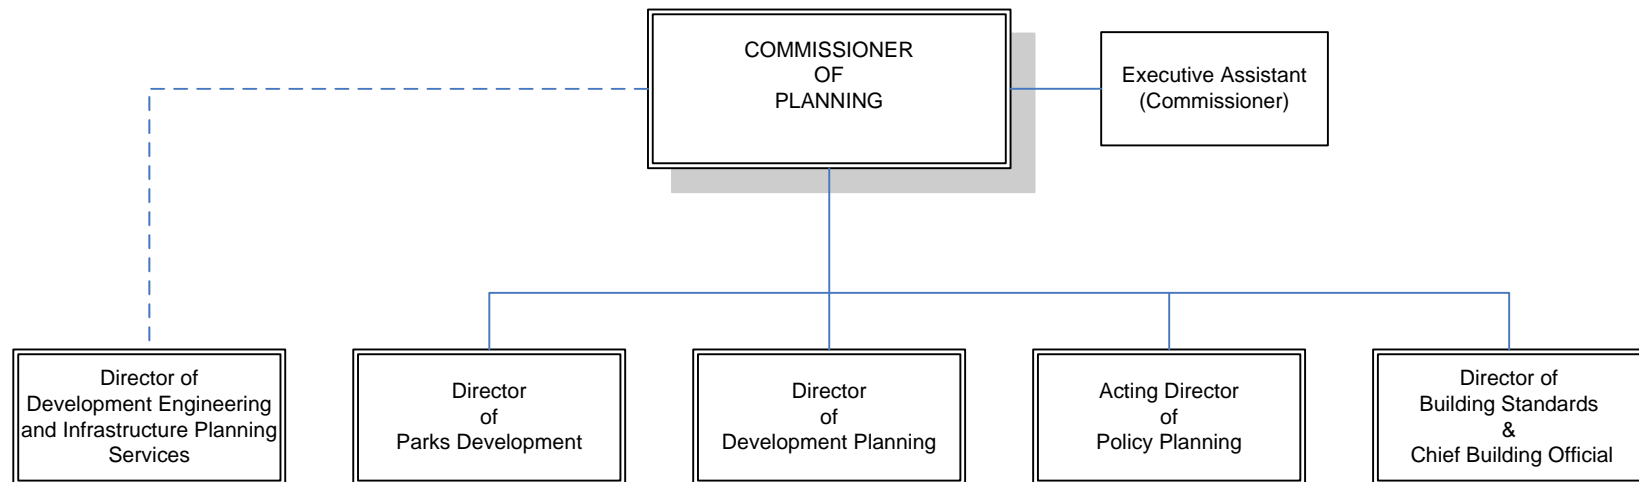 COMMISSIONER
OF
PLANNING
Executive Assistant
(Commissioner)
Director of
Development Engineering
and Infrastructure Planning
Services
Director
of
Parks Development
Director
of
Development Planning
Acting Director
of
Policy Planning
Director of
Building Standards
&
Chief Building Official